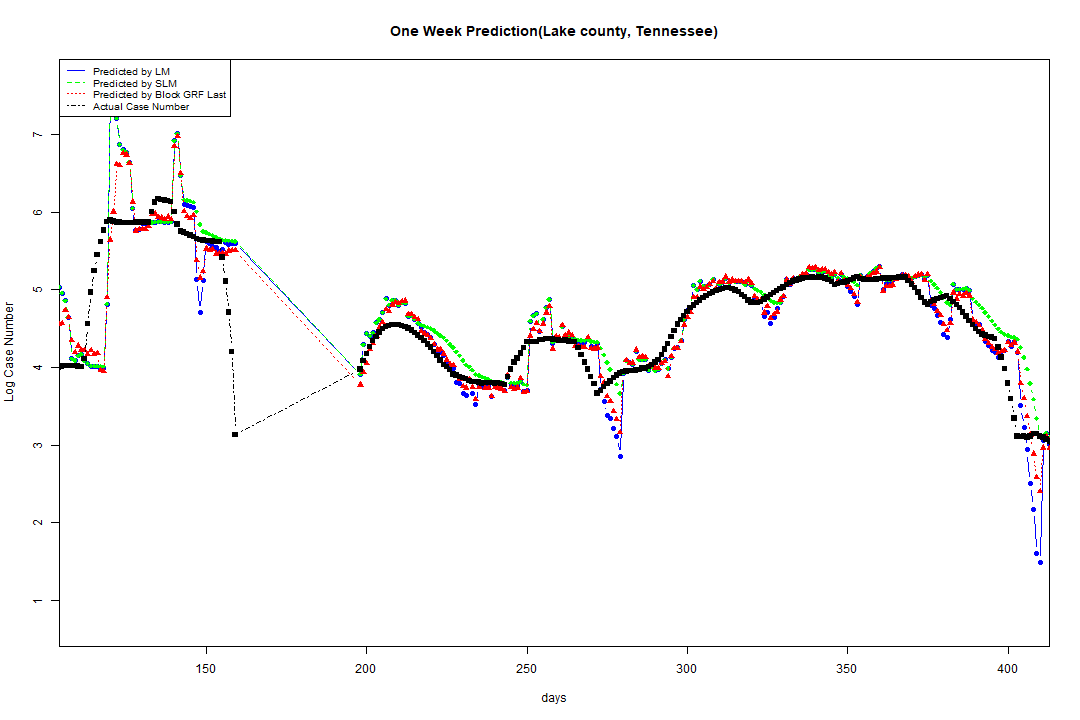 One Week Prediction(Lake county, Tennessee)
Predicted by LM
Predicted by SLM
Predicted by Block GRF Last
Actual Case Number
7
6
5
4
3
2
1
Log Case Number
150 200 250 300 350 400
days